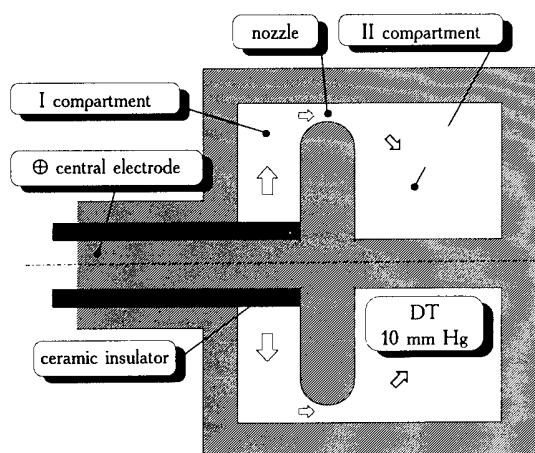 nozzle
II compartment
I compartment
⊕ central electrode
DT
10 mm Hg
ceramic insulator